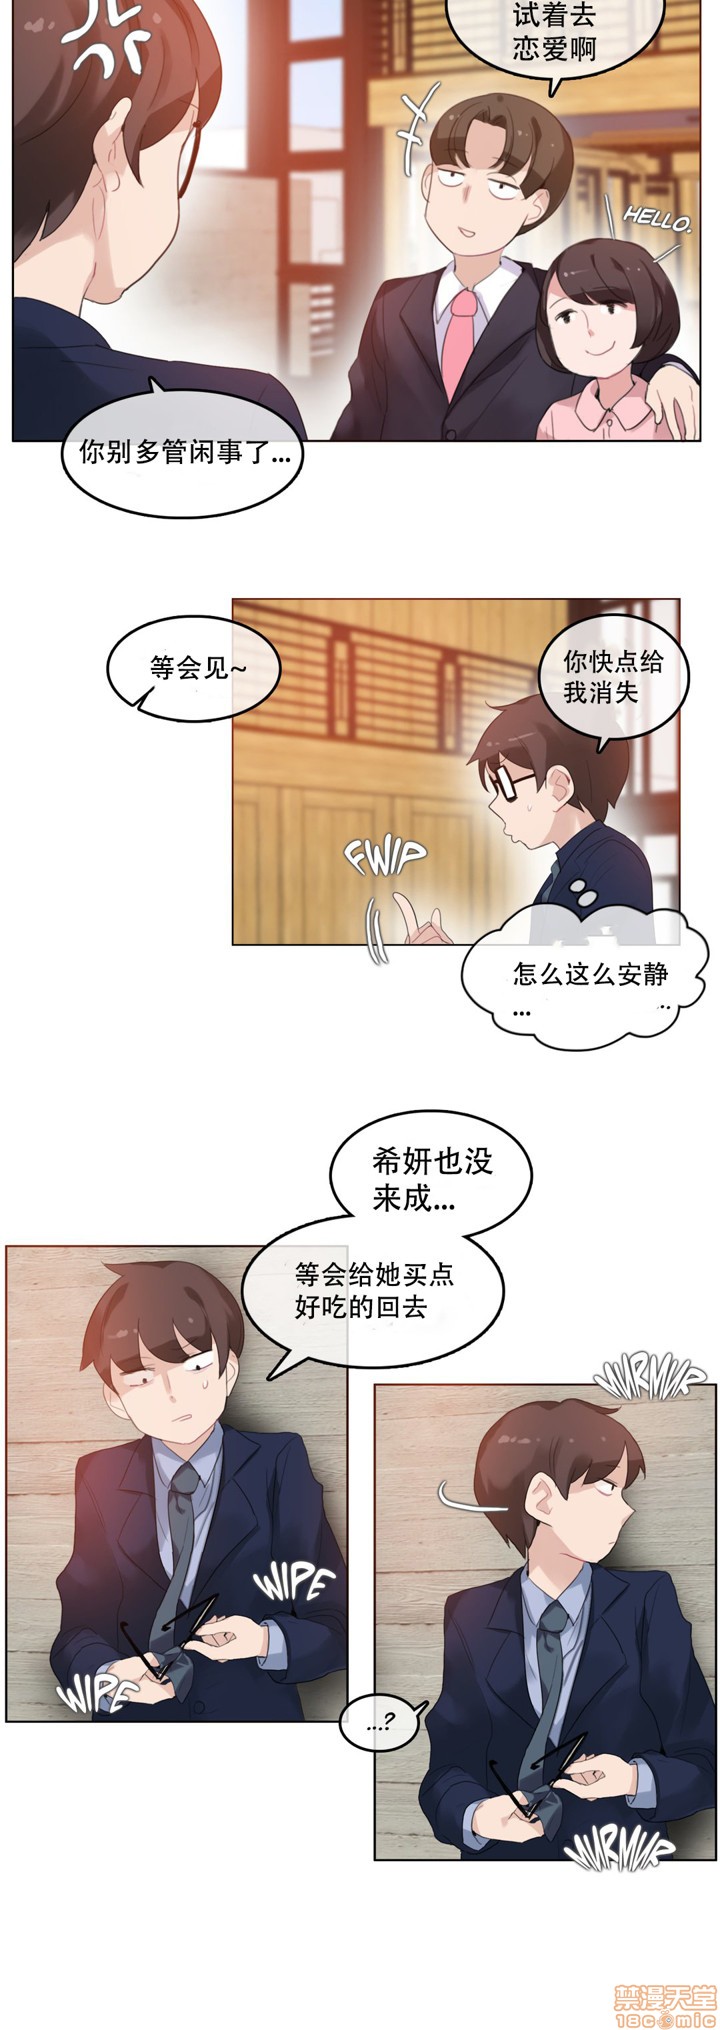 试着去
恋爱啊
HELLO.
你别多管闲事了...
等会见~
你快点给
我消失
FWIP
怎么这么安静
...
希妍也没
来成...
等会给她买点
好吃的回去
MURMUR
WIPE
WIPE
...?
MURMUR
禁漫天堂
18comic